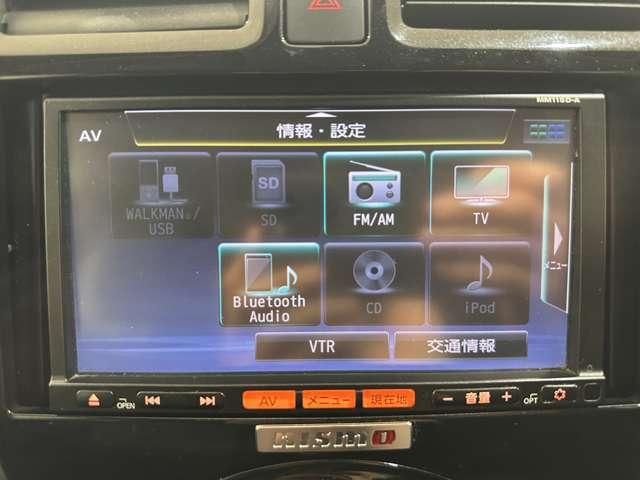 MM115D-A
AV
情報・設定
WALKMAN®/
USB
SD
SD
FM/AM
TV
メニュー
Bluetooth
Audio
CD
iPod
VTR
交通情報
OPEN
AV
メニュー
現在地
− 音量 +
OPT
nismo